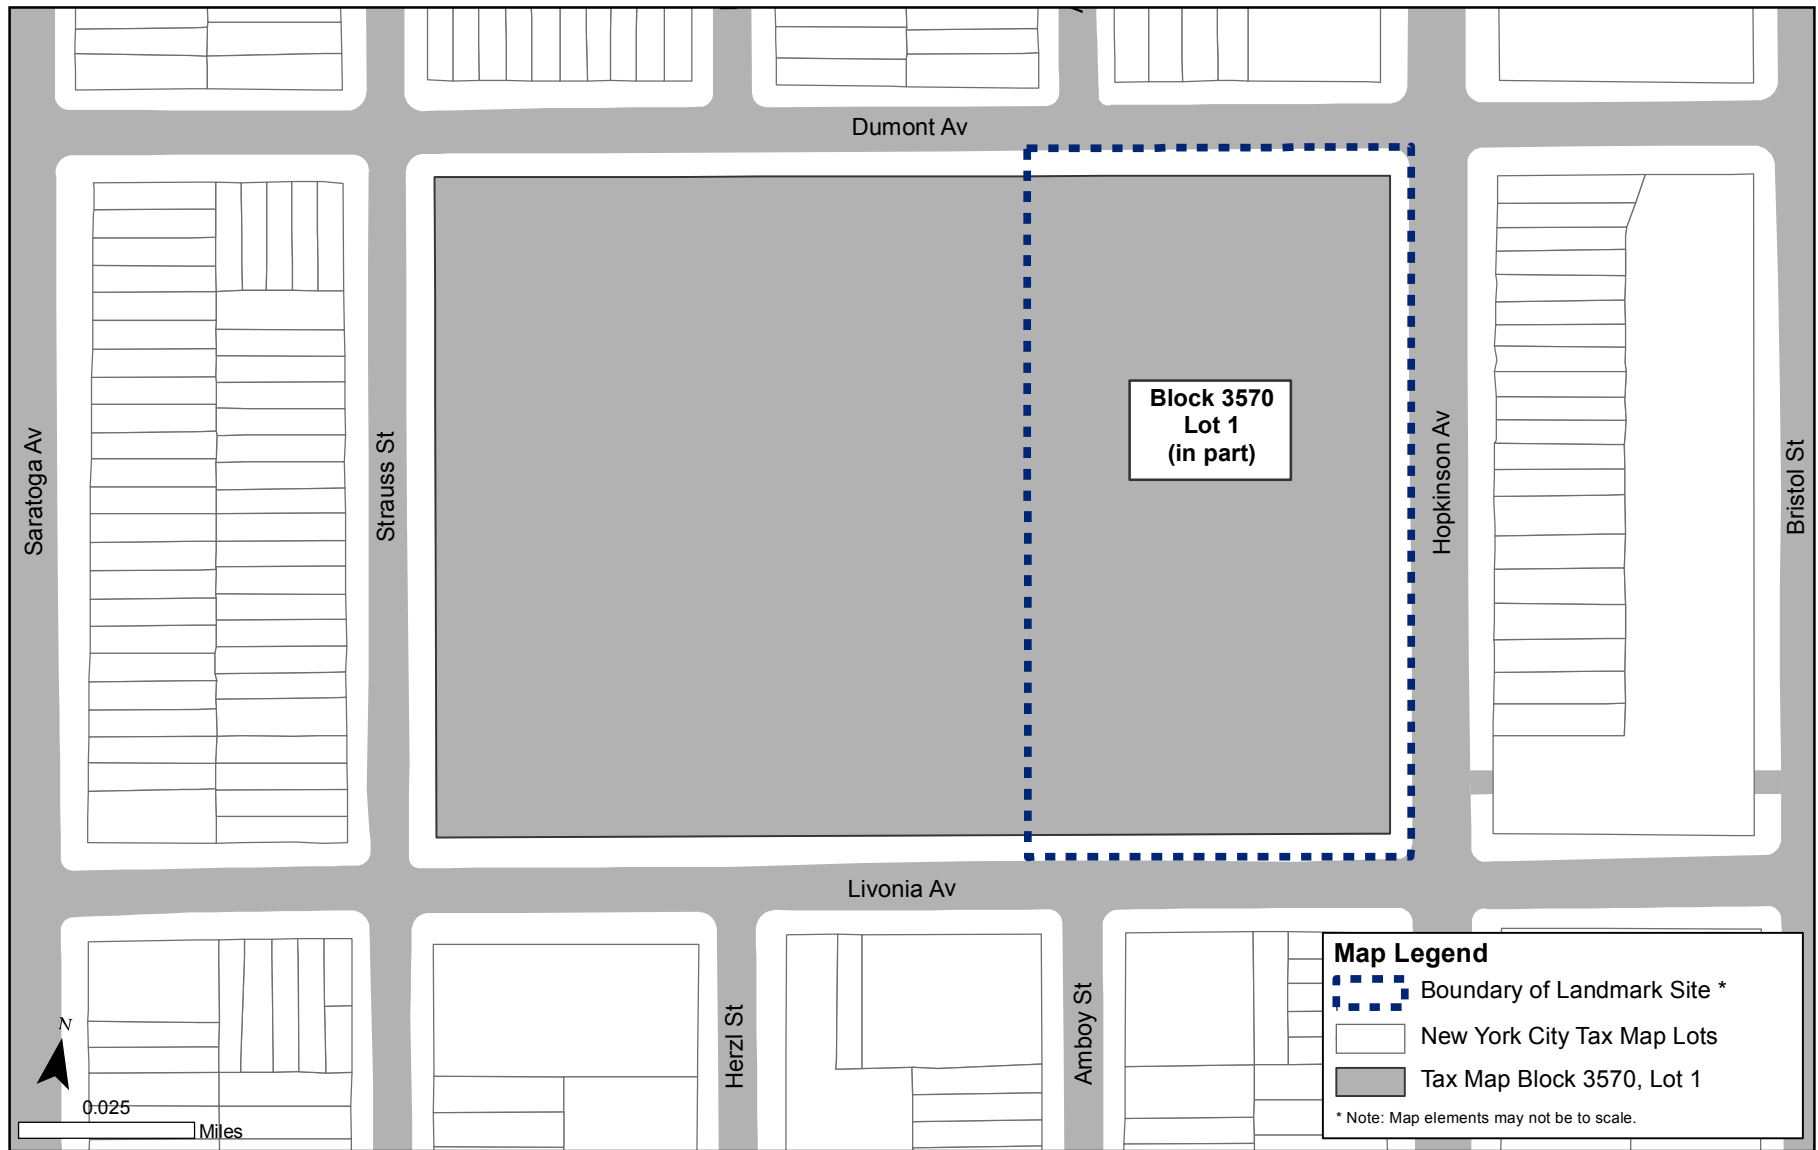 Dumont Av
Block 3570
Lot 1
(in part)
Saratoga Av
Strauss St
Hopkinson Av
Bristol St
Livonia Av
Herzl St
Amboy St
Map Legend
Boundary of Landmark Site *
New York City Tax Map Lots
Tax Map Block 3570, Lot 1
* Note: Map elements may not be to scale.
N
0.025
Miles